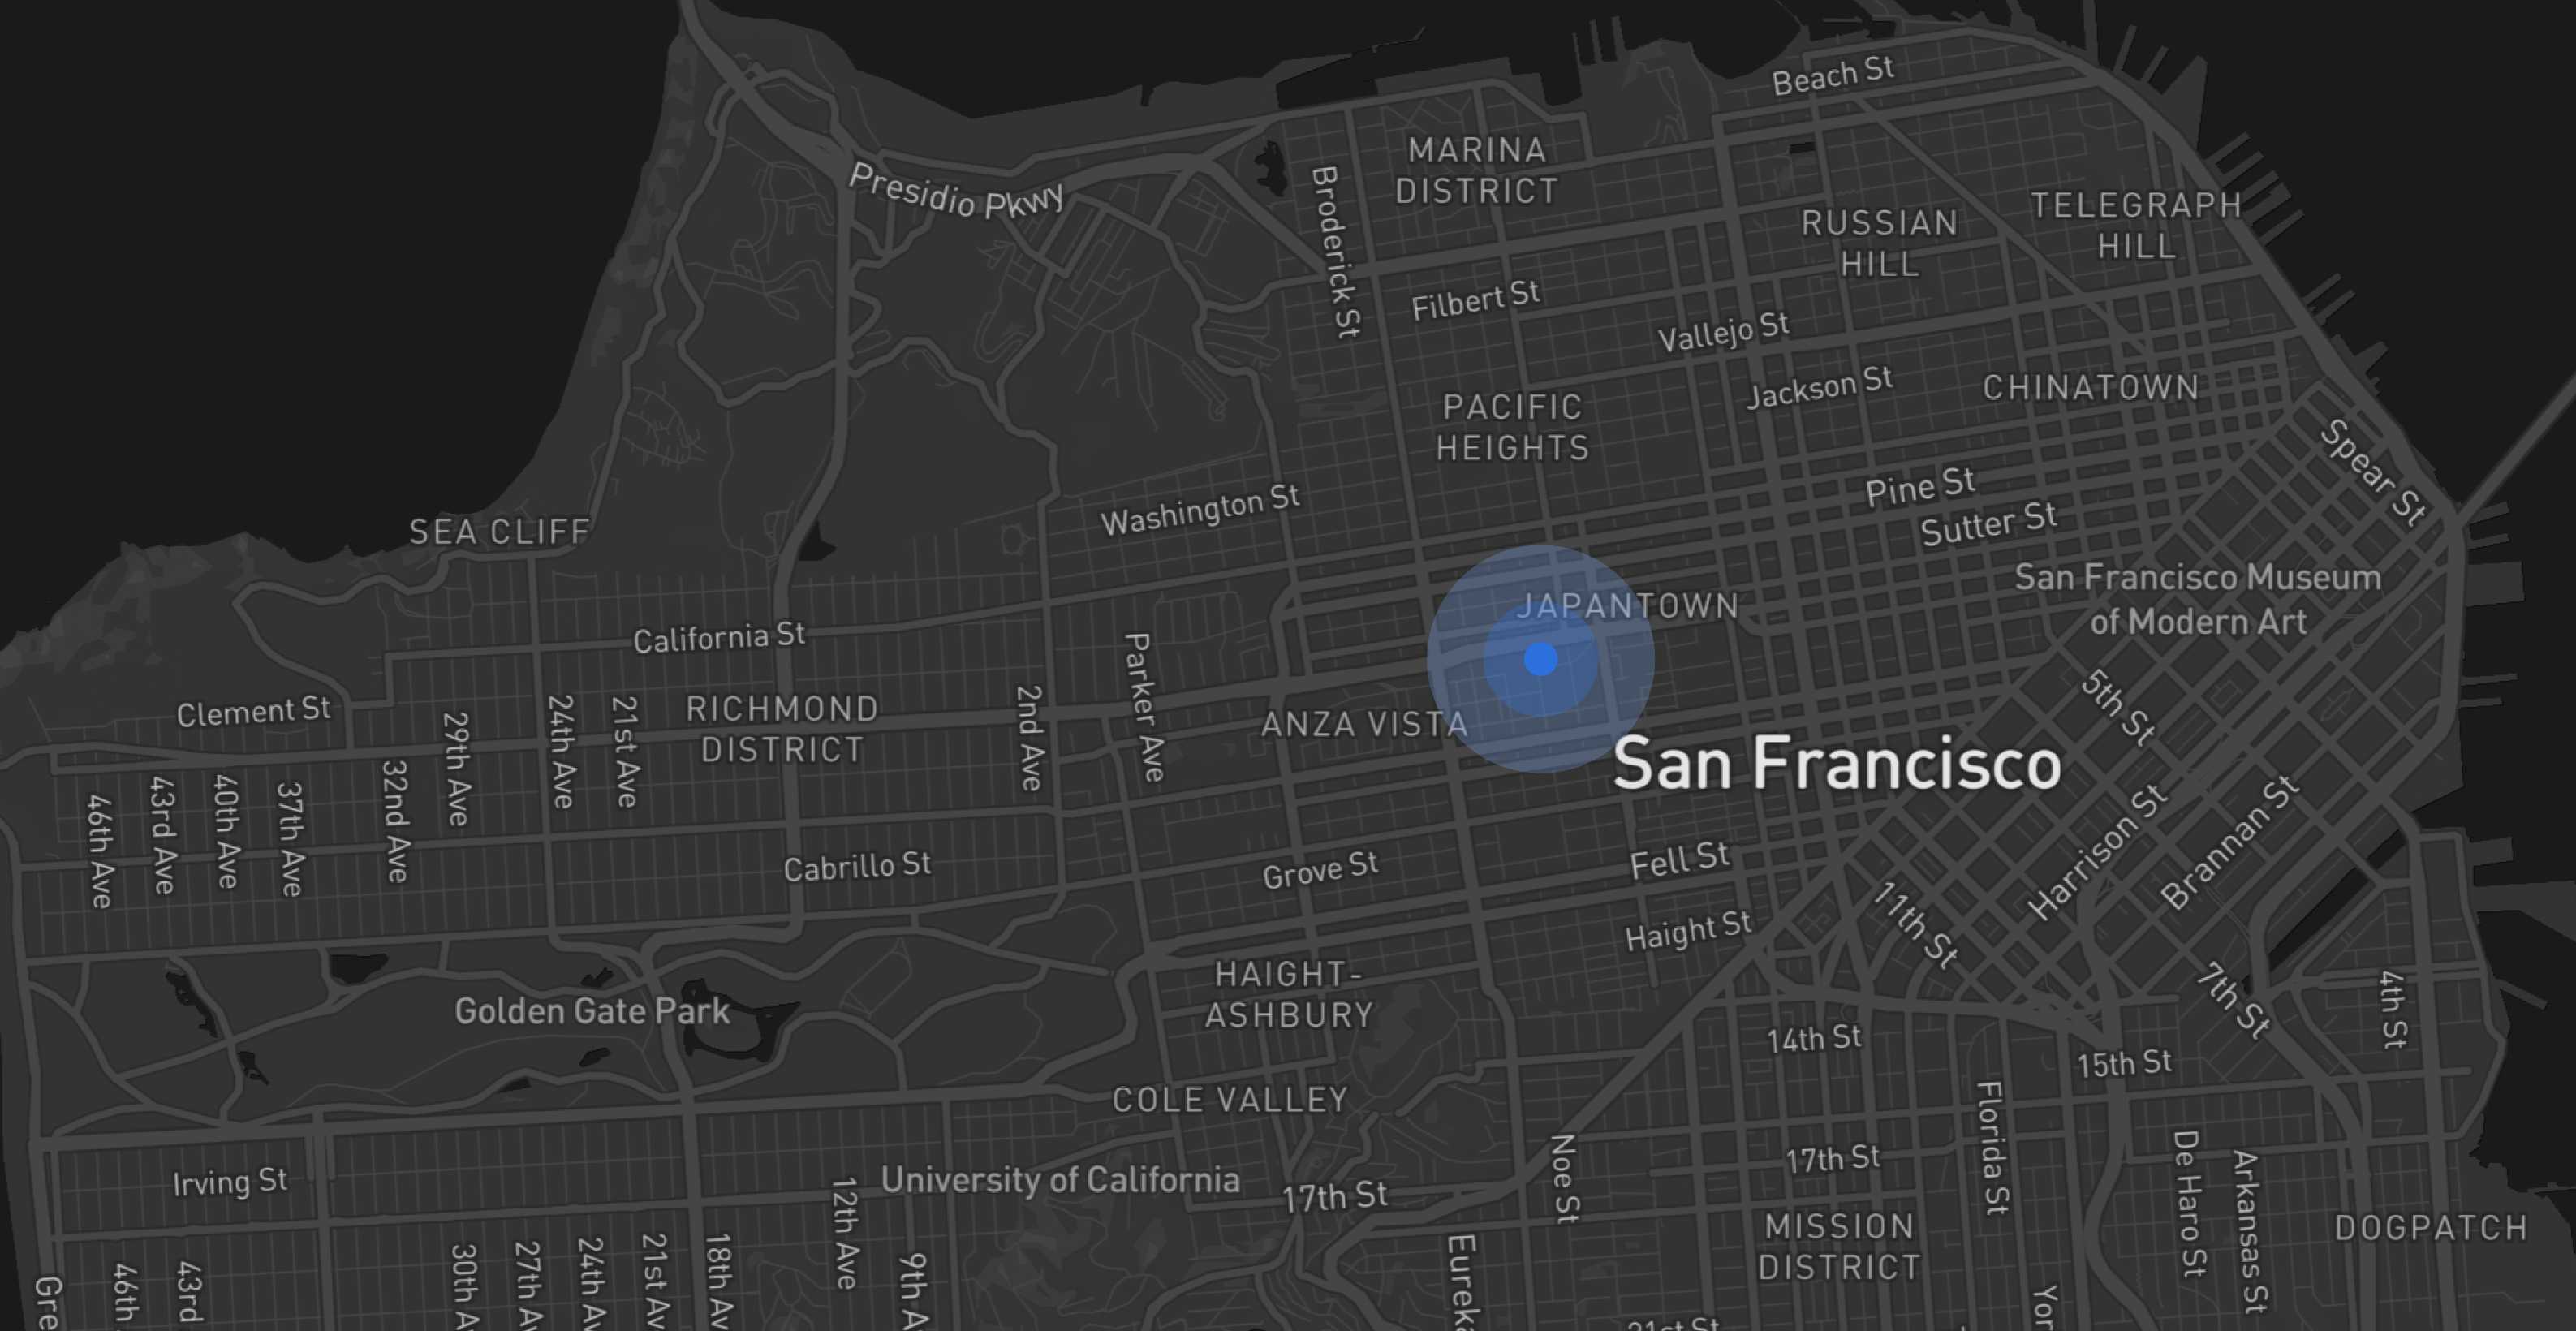 Beach St
MARINA
DISTRICT
Presidio Pkwy
Broderick St
RUSSIAN
HILL
TELEGRAPH
HILL
Filbert St
Vallejo St
Jackson St
CHINATOWN
PACIFIC
HEIGHTS
Spear St
Washington St
Pine St
Sutter St
SEA CLIFF
San Francisco Museum
of Modern Art
JAPANTOWN
California St
Parker Ave
Clement St
RICHMOND
DISTRICT
2nd Ave
ANZA VISTA
5th St
29th Ave
24th Ave
21st Ave
San Francisco
46th Ave
43rd Ave
40th Ave
37th Ave
32nd Ave
Cabrillo St
Grove St
Fell St
Harrison St
Brannan St
Haight St
11th St
HAIGHT-
ASHBURY
7th St
4th St
Golden Gate Park
14th St
15th St
COLE VALLEY
Florida St
Irving St
University of California
17th St
Noe St
17th St
De Haro St
Arkansas St
12th Ave
MISSION
DISTRICT
DOGPATCH
Gre
46th
43rd
30th A
27th Av
24th Av
21st Av
18th Av
9th A
Eureka
21st St
Yor